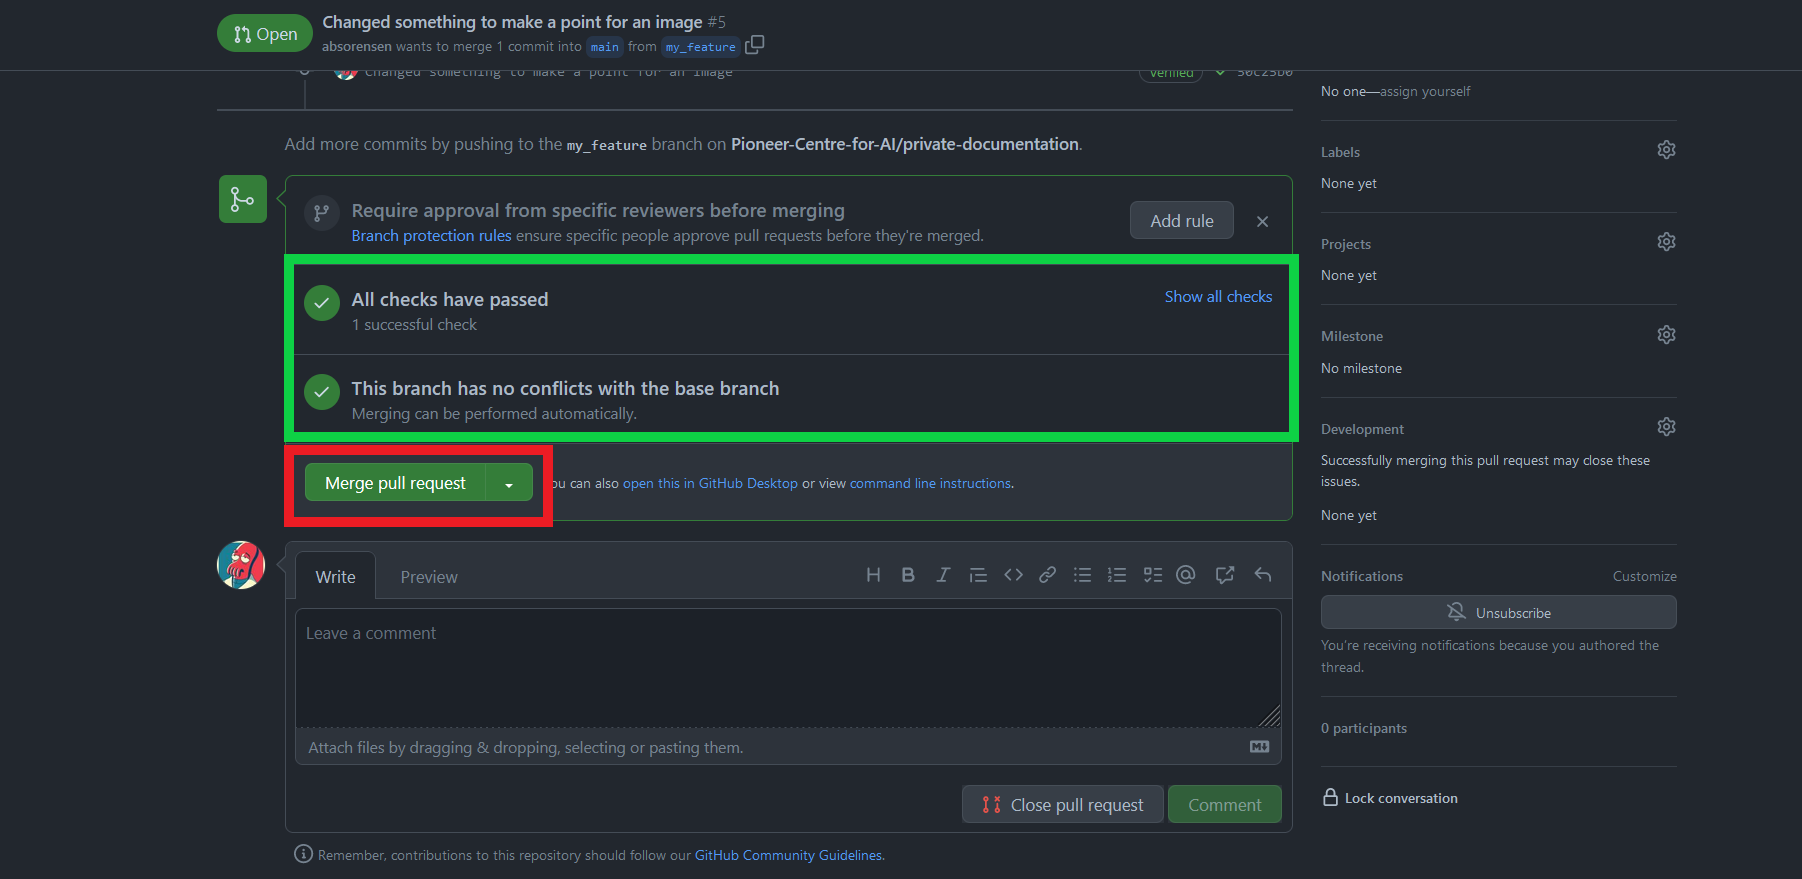 Open
Changed something to make a point for an image #5
absorensen wants to merge 1 commit into main from my_feature
Changed something to make a point for an image
Verified
50c25b0
Add more commits by pushing to the my_feature branch on Pioneer-Centre-for-AI/private-documentation.
Require approval from specific reviewers before merging
Branch protection rules ensure specific people approve pull requests before they're merged.
Add rule
All checks have passed
1 successful check
Show all checks
This branch has no conflicts with the base branch
Merging can be performed automatically.
Merge pull request
ou can also open this in GitHub Desktop or view command line instructions.
Write
Preview
Leave a comment
Attach files by dragging & dropping, selecting or pasting them.
Close pull request
Comment
Remember, contributions to this repository should follow our GitHub Community Guidelines.
No one—assign yourself
Labels
None yet
Projects
None yet
Milestone
No milestone
Development
Successfully merging this pull request may close these
issues.
None yet
Notifications
Customize
Unsubscribe
You're receiving notifications because you authored the
thread.
0 participants
Lock conversation